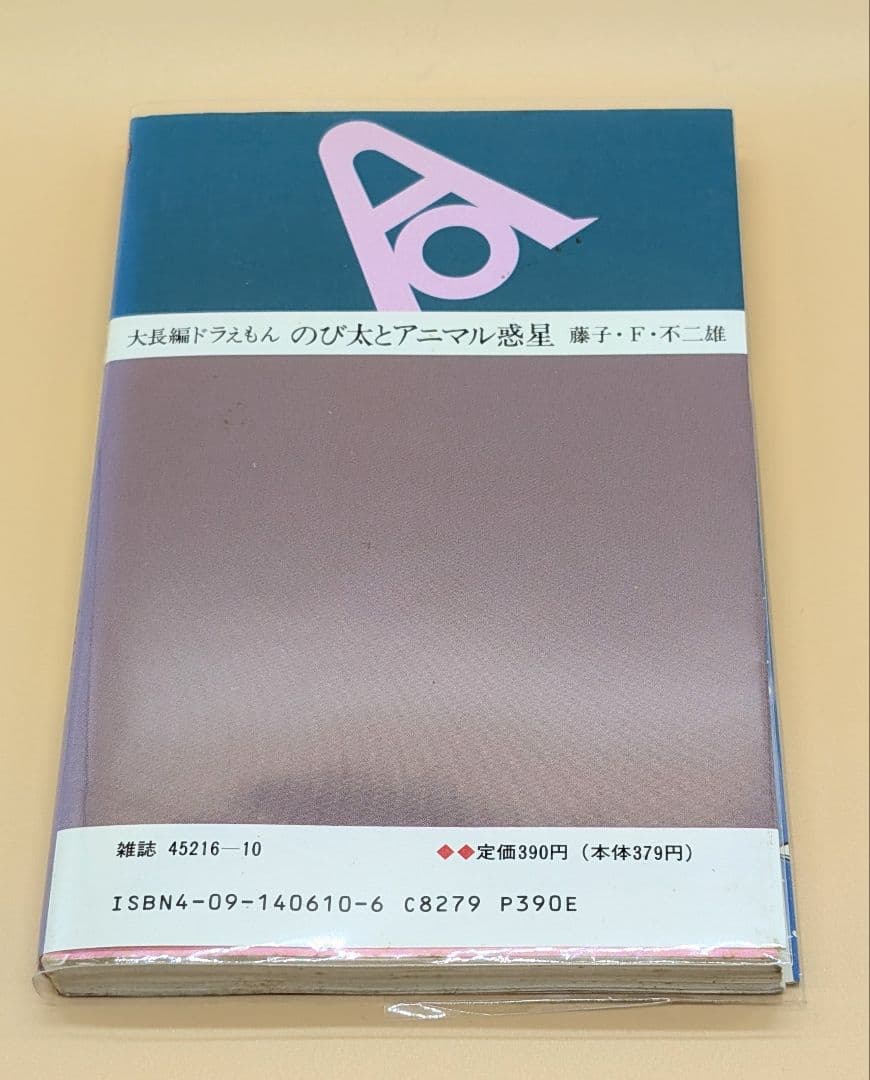 大長編ドラえもん のび太とアニマル惑星 藤子・F・不二雄
雑誌 45216—10
◆◆定価390円（本体379円）
ISBN4-09-140610-6 C8279 P390E